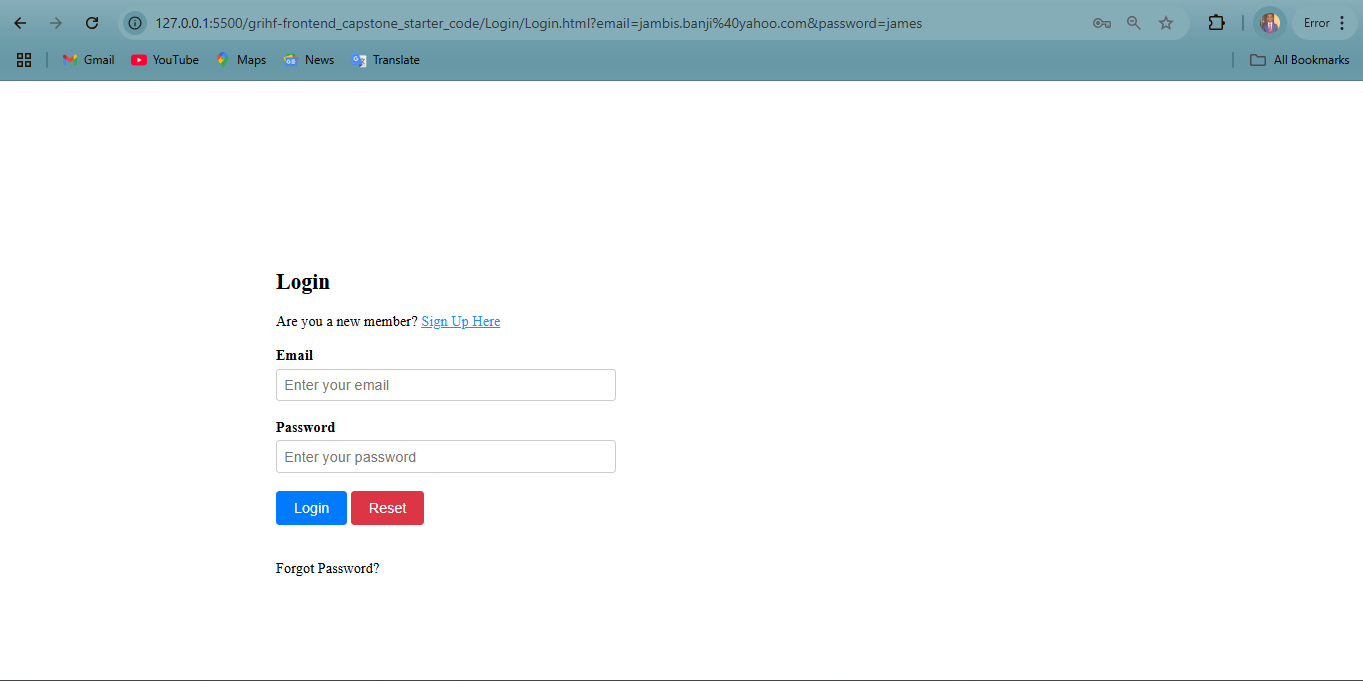 127.0.0.1:5500/grihf-frontend_capstone_starter_code/Login/Login.html?email=jambis.banji%40yahoo.com&password=james
Error
Gmail YouTube Maps News Translate All Bookmarks
Login
Are you a new member? Sign Up Here
Email
Enter your email
Password
Enter your password
Login Reset
Forgot Password?